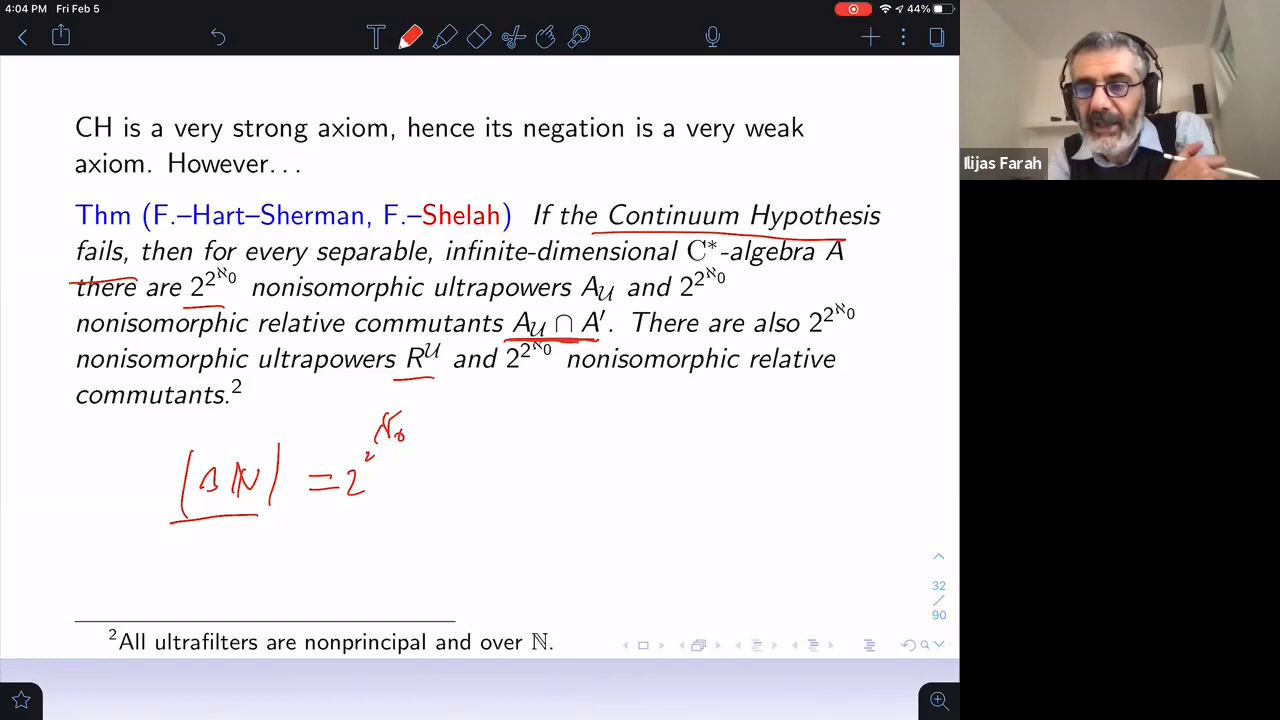 4:04 PM Fri Feb 5
44%
CH is a very strong axiom, hence its negation is a very weak
axiom. However…
Thm (F.–Hart–Sherman, F.–Shelah) If the Continuum Hypothesis
fails, then for every separable, infinite-dimensional C*-algebra A
there are 2^{2^{ℵ₀}} nonisomorphic ultrapowers A_𝒰 and 2^{2^{ℵ₀}}
nonisomorphic relative commutants A_𝒰 ∩ A′. There are also 2^{2^{ℵ₀}}
nonisomorphic ultrapowers R^𝒰 and 2^{2^{ℵ₀}} nonisomorphic relative
commutants.²
|βℕ| = 2^{2^{ℵ₀}}
²All ultrafilters are nonprincipal and over ℕ.
32
/
90
Ilijas Farah